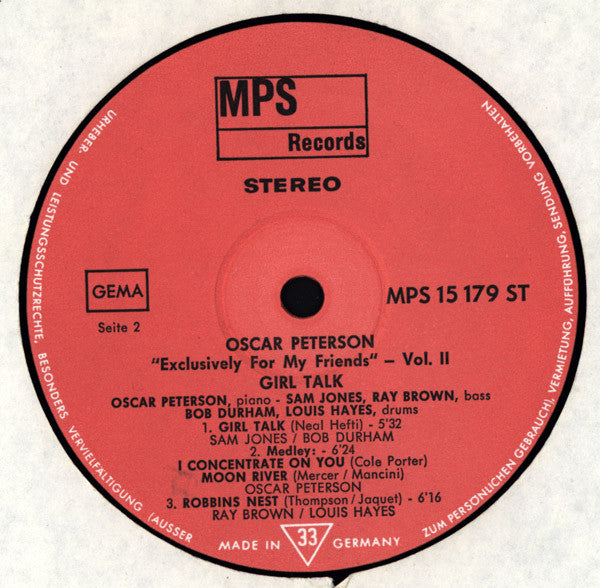 MPS
Records
STEREO
GEMA
Seite 2
MPS 15 179 ST
OSCAR PETERSON
"Exclusively For My Friends" – Vol. II
GIRL TALK
OSCAR PETERSON, piano - SAM JONES, RAY BROWN, bass
BOB DURHAM, LOUIS HAYES, drums
1. GIRL TALK (Neal Hefti) - 5'32
SAM JONES / BOB DURHAM
2. Medley: - 6'24
I CONCENTRATE ON YOU (Cole Porter)
MOON RIVER (Mercer / Mancini)
OSCAR PETERSON
3. ROBBINS NEST (Thompson / Jaquet) - 6'16
RAY BROWN / LOUIS HAYES
MADE IN 33 GERMANY
URHEBER- UND LEISTUNGSSCHUTZRECHTE, BESONDERS VERVIELFÄLTIGUNG (AUSSER
ZUM PERSÖNLICHEN GEBRAUCH), VERMIETUNG, AUFFÜHRUNG, SENDUNG VORBEHALTEN